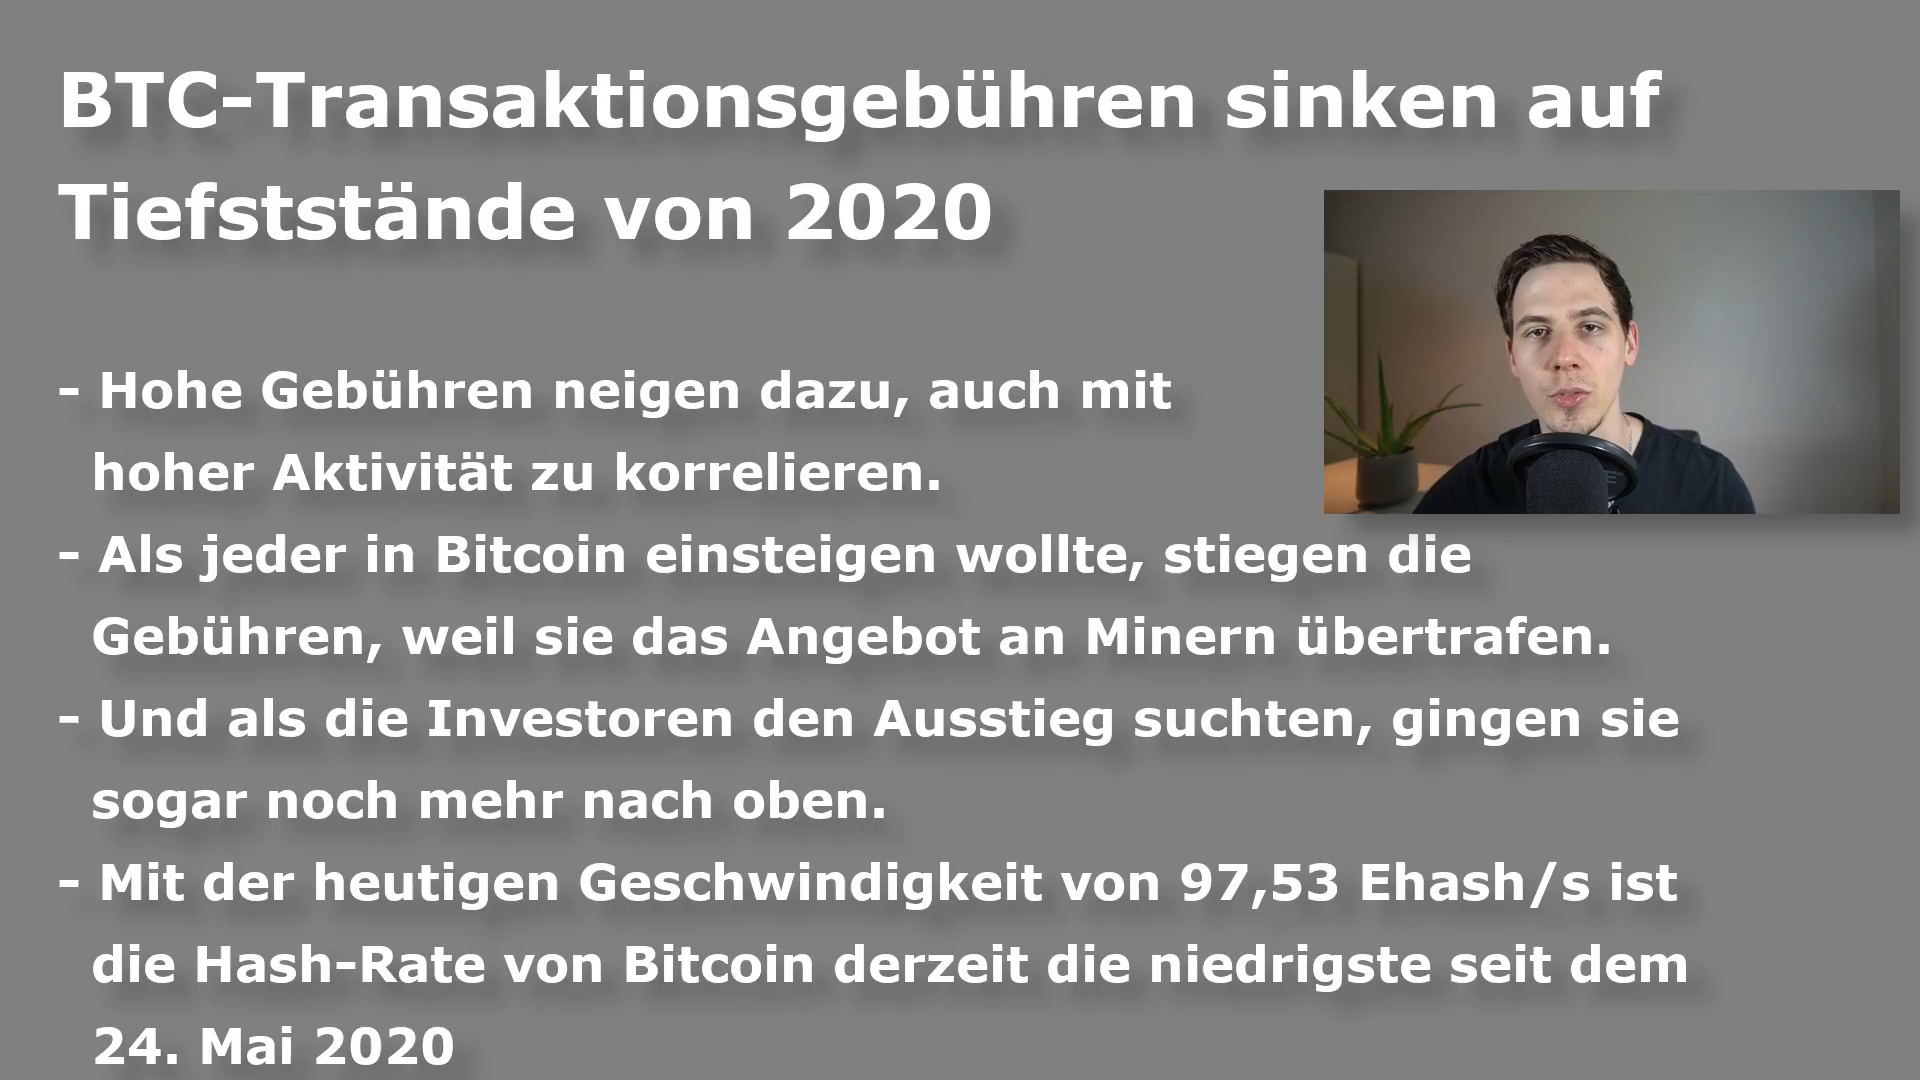 BTC-Transaktionsgebühren sinken auf
Tiefststände von 2020
- Hohe Gebühren neigen dazu, auch mit
hoher Aktivität zu korrelieren.
- Als jeder in Bitcoin einsteigen wollte, stiegen die
Gebühren, weil sie das Angebot an Minern übertrafen.
- Und als die Investoren den Ausstieg suchten, gingen sie
sogar noch mehr nach oben.
- Mit der heutigen Geschwindigkeit von 97,53 Ehash/s ist
die Hash-Rate von Bitcoin derzeit die niedrigste seit dem
24. Mai 2020